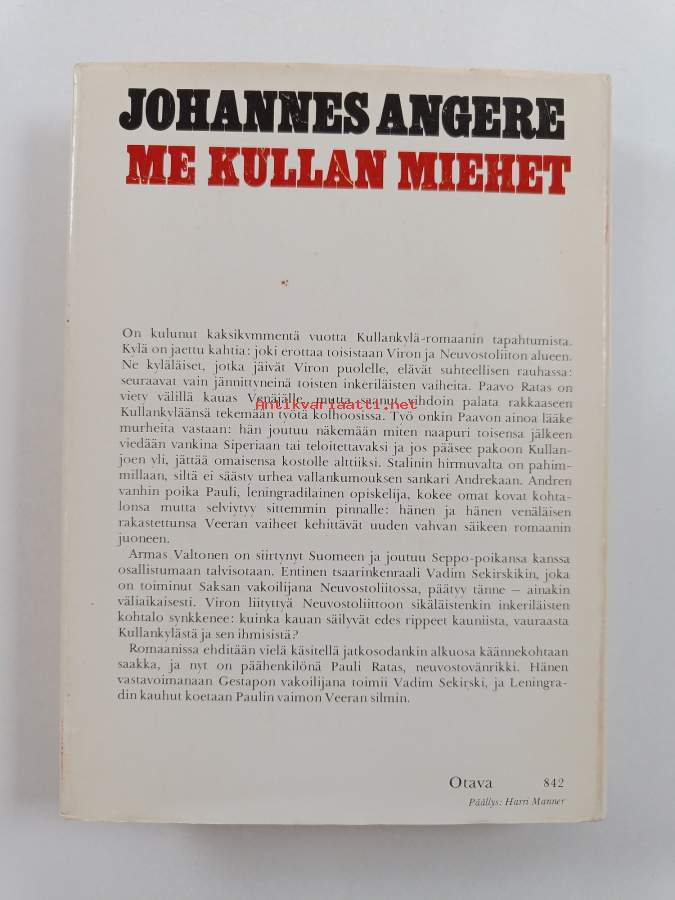 JOHANNES ANGERE
ME KULLAN MIEHET
On kulunut kaksikymmentä vuotta Kullankylä-romaanin tapahtumista.
Kylä on jaettu kahtia: joki erottaa toisistaan Viron ja Neuvostoliiton alueen.
Ne kyläläiset, jotka jäivät Viron puolelle, elävät suhteellisen rauhassa:
seuraavat vain jännittyneinä toisten inkeriläisten vaiheita. Paavo Ratas on
viety välillä kauas Venäjälle, mutta saanut vihdoin palata rakkaaseen
Antikvariaatti.net
Kullankyläänsä tekemään työtä kolhoosissa. Työ onkin Paavon ainoa lääke
murheita vastaan: hän joutuu näkemään miten naapuri toisensa jälkeen
viedään vankina Siperiaan tai teloitettavaksi ja jos pääsee pakoon Kullan-
joen yli, jättää omaisensa kostolle alttiiksi. Stalinin hirmuvalta on pahim-
millaan, siltä ei säästy urhea vallankumouksen sankari Andrekaan. Andren
vanhin poika Pauli, leningradilainen opiskelija, kokee omat kovat kohta-
lonsa mutta selviytyy sittemmin pinnalle: hänen ja hänen venäläisen
rakastettunsa Veeran vaiheet kehittävät uuden vahvan säikeen romaanin
juoneen.
Armas Valtonen on siirtynyt Suomeen ja joutuu Seppo-poikansa kanssa
osallistumaan talvisotaan. Entinen tsaarinkenraali Vadim Sekirskikin, joka
on toiminut Saksan vakoilijana Neuvostoliitossa, päätyy tänne – ainakin
väliaikaisesti. Viron liityttyä Neuvostoliittoon sikäläistenkin inkeriläisten
kohtalo synkkenee: kuinka kauan säilyvät edes rippeet kauniista, vauraasta
Kullankylästä ja sen ihmisistä?
Romaanissa ehditään vielä käsitellä jatkosodankin alkuosa käännekohtaan
saakka, ja nyt on päähenkilönä Pauli Ratas, neuvostovänrikki. Hänen
vastavoimanaan Gestapon vakoilijana toimii Vadim Sekirski, ja Leningra-
din kauhut koetaan Paulin vaimon Veeran silmin.
Otava 842
Päällys: Harri Manner